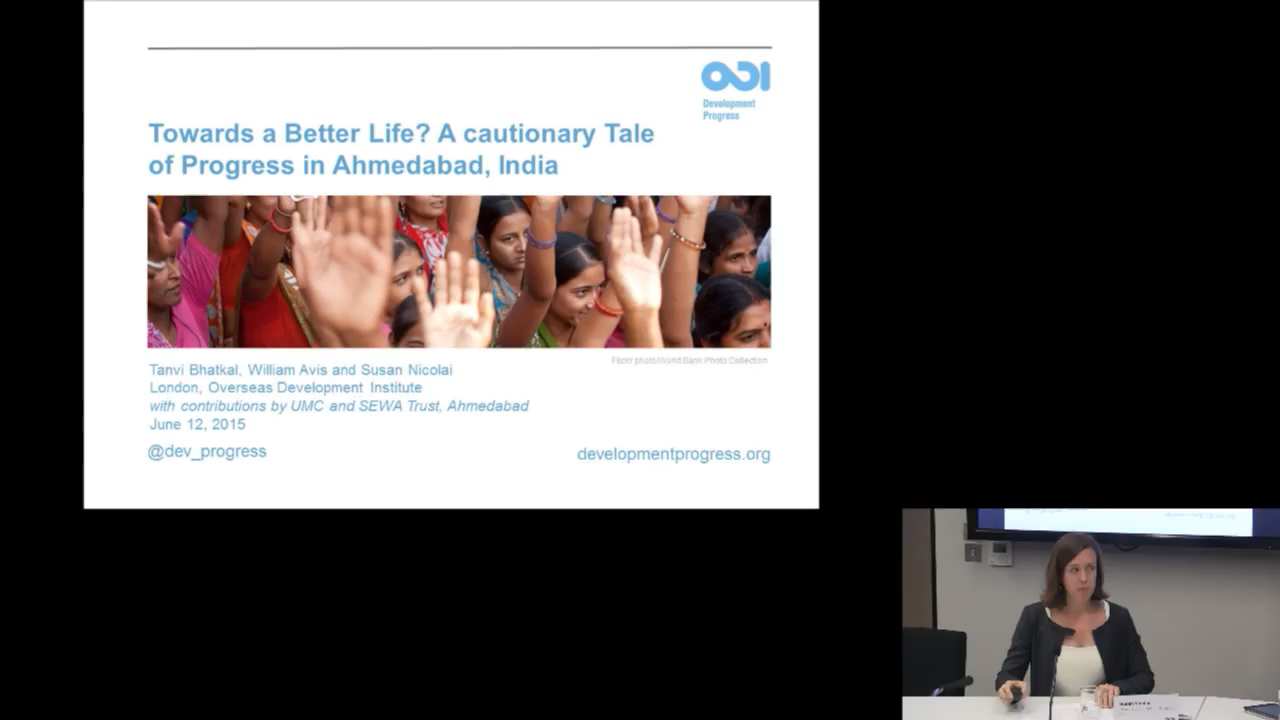 ODI
Development
Progress
Towards a Better Life? A cautionary Tale
of Progress in Ahmedabad, India
Flickr photo/World Bank Photo Collection
Tanvi Bhatkal, William Avis and Susan Nicolai
London, Overseas Development Institute
with contributions by UMC and SEWA Trust, Ahmedabad
June 12, 2015
@dev_progress
developmentprogress.org